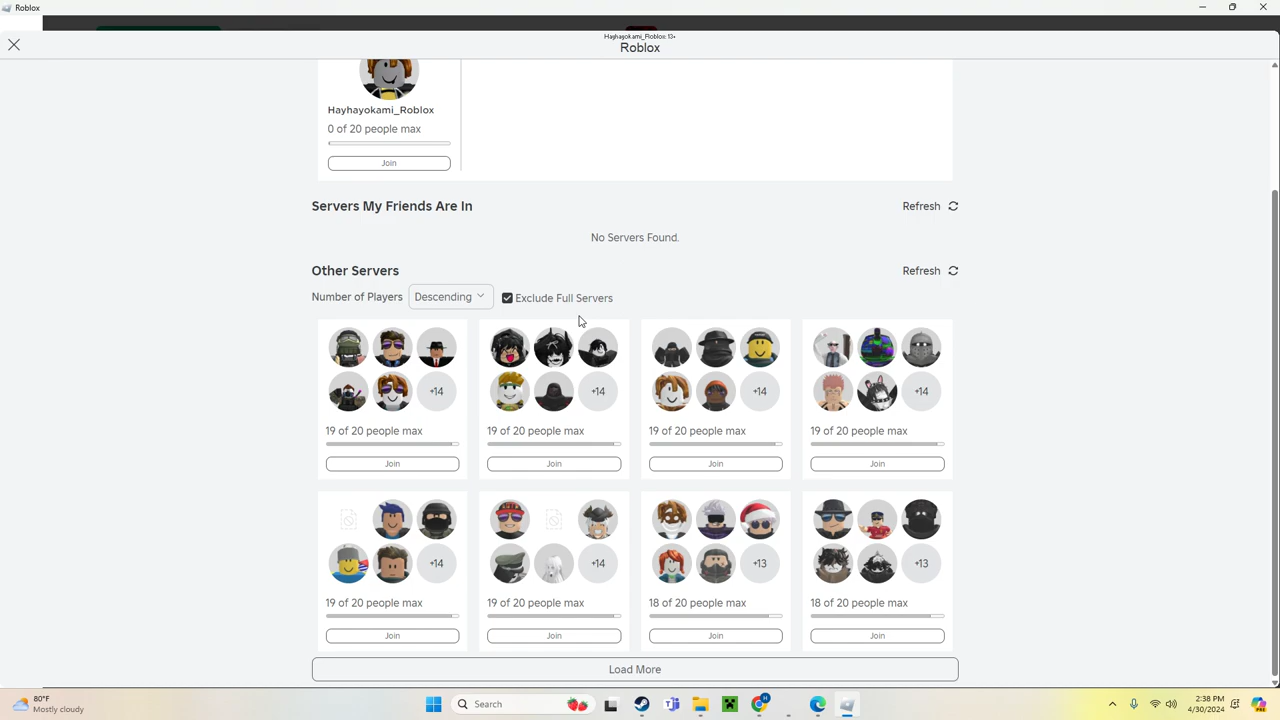 Roblox
Hayhayokami_Roblox: 13+
Roblox
Hayhayokami_Roblox
0 of 20 people max
Join
Servers My Friends Are In
Refresh
No Servers Found.
Other Servers
Refresh
Number of Players Descending Exclude Full Servers
+14 +14 +14 +14
19 of 20 people max 19 of 20 people max 19 of 20 people max 19 of 20 people max
Join Join Join Join
+14 +14 +13 +13
19 of 20 people max 19 of 20 people max 18 of 20 people max 18 of 20 people max
Join Join Join Join
Load More
80°F
Mostly cloudy
Search
2:38 PM
4/30/2024